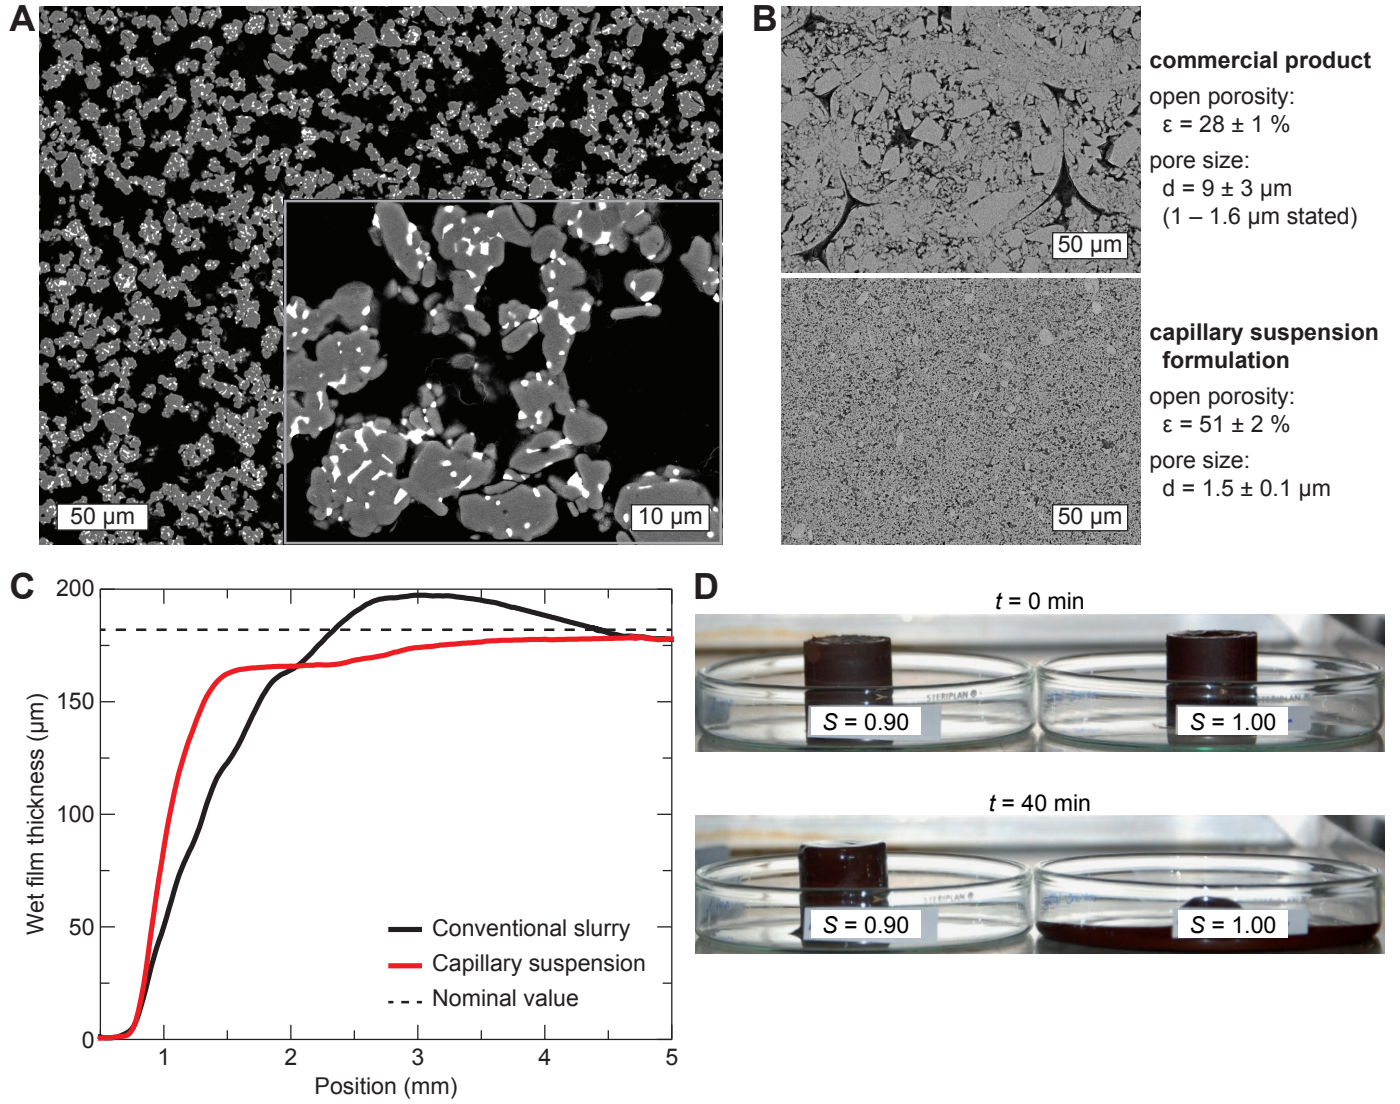 A
50 µm
10 µm
B
50 µm
commercial product
open porosity:
ε = 28 ± 1 %
pore size:
d = 9 ± 3 µm
(1 – 1.6 µm stated)
50 µm
capillary suspension
formulation
open porosity:
ε = 51 ± 2 %
pore size:
d = 1.5 ± 0.1 µm
C
200
150
100
50
0
Wet film thickness (µm)
Conventional slurry
Capillary suspension
Nominal value
1
2
3
4
5
Position (mm)
D
t = 0 min
STERIPLAN
S = 0.90
S = 1.00
t = 40 min
STERIPLAN
S = 0.90
S = 1.00